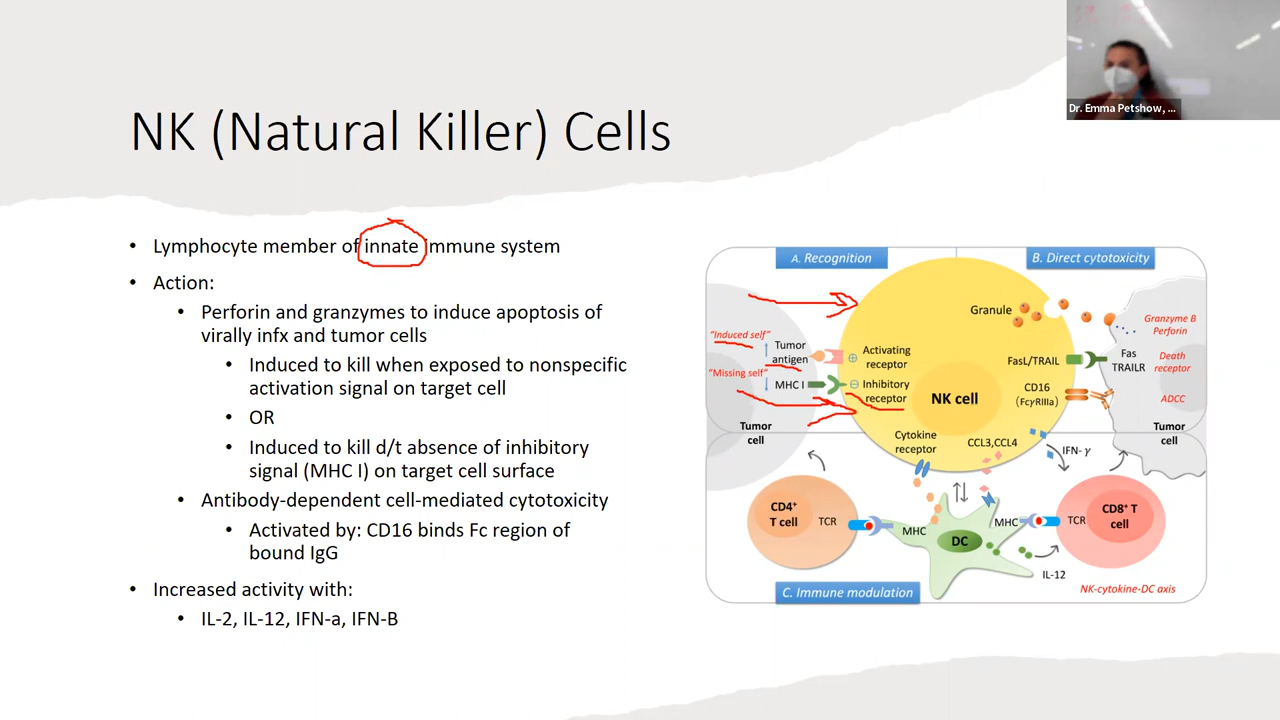 Dr. Emma Petshow, ...
NK (Natural Killer) Cells
• Lymphocyte member of innate immune system
• Action:
• Perforin and granzymes to induce apoptosis of
virally infx and tumor cells
• Induced to kill when exposed to nonspecific
activation signal on target cell
• OR
• Induced to kill d/t absence of inhibitory
signal (MHC I) on target cell surface
• Antibody-dependent cell-mediated cytotoxicity
• Activated by: CD16 binds Fc region of
bound IgG
• Increased activity with:
• IL-2, IL-12, IFN-a, IFN-B
A. Recognition
B. Direct cytotoxicity
"Induced self"
Tumor
antigen
"Missing self"
MHC I
Activating
receptor
Inhibitory
receptor
NK cell
Granule
Granzyme B
Perforin
FasL/TRAIL
Fas
TRAILR
Death
receptor
CD16
(FcγRIIIa)
ADCC
Tumor
cell
Tumor
cell
Cytokine
receptor
CCL3,CCL4
IFN-γ
CD4+
T cell
TCR
MHC
DC
MHC
TCR
CD8+ T
cell
IL-12
C. Immune modulation
NK-cytokine-DC axis